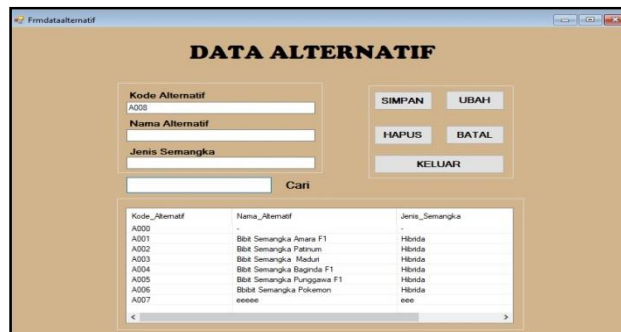 Frmdataalternatif
DATA ALTERNATIF
Kode Alternatif
A008
Nama Alternatif
Jenis Semangka
SIMPAN UBAH
HAPUS BATAL
KELUAR
Cari
Kode_Alternatif Nama_Alternatif Jenis_Semangka
A000 - -
A001 Bibit Semangka Amara F1 Hibrida
A002 Bibit Semangka Patinum Hibrida
A003 Bibit Semangka Maduri Hibrida
A004 Bibit Semangka Baginda F1 Hibrida
A005 Bibit Semangka Punggawa F1 Hibrida
A006 Bbibit Semangka Pokemon Hibrida
A007 eeeee eee